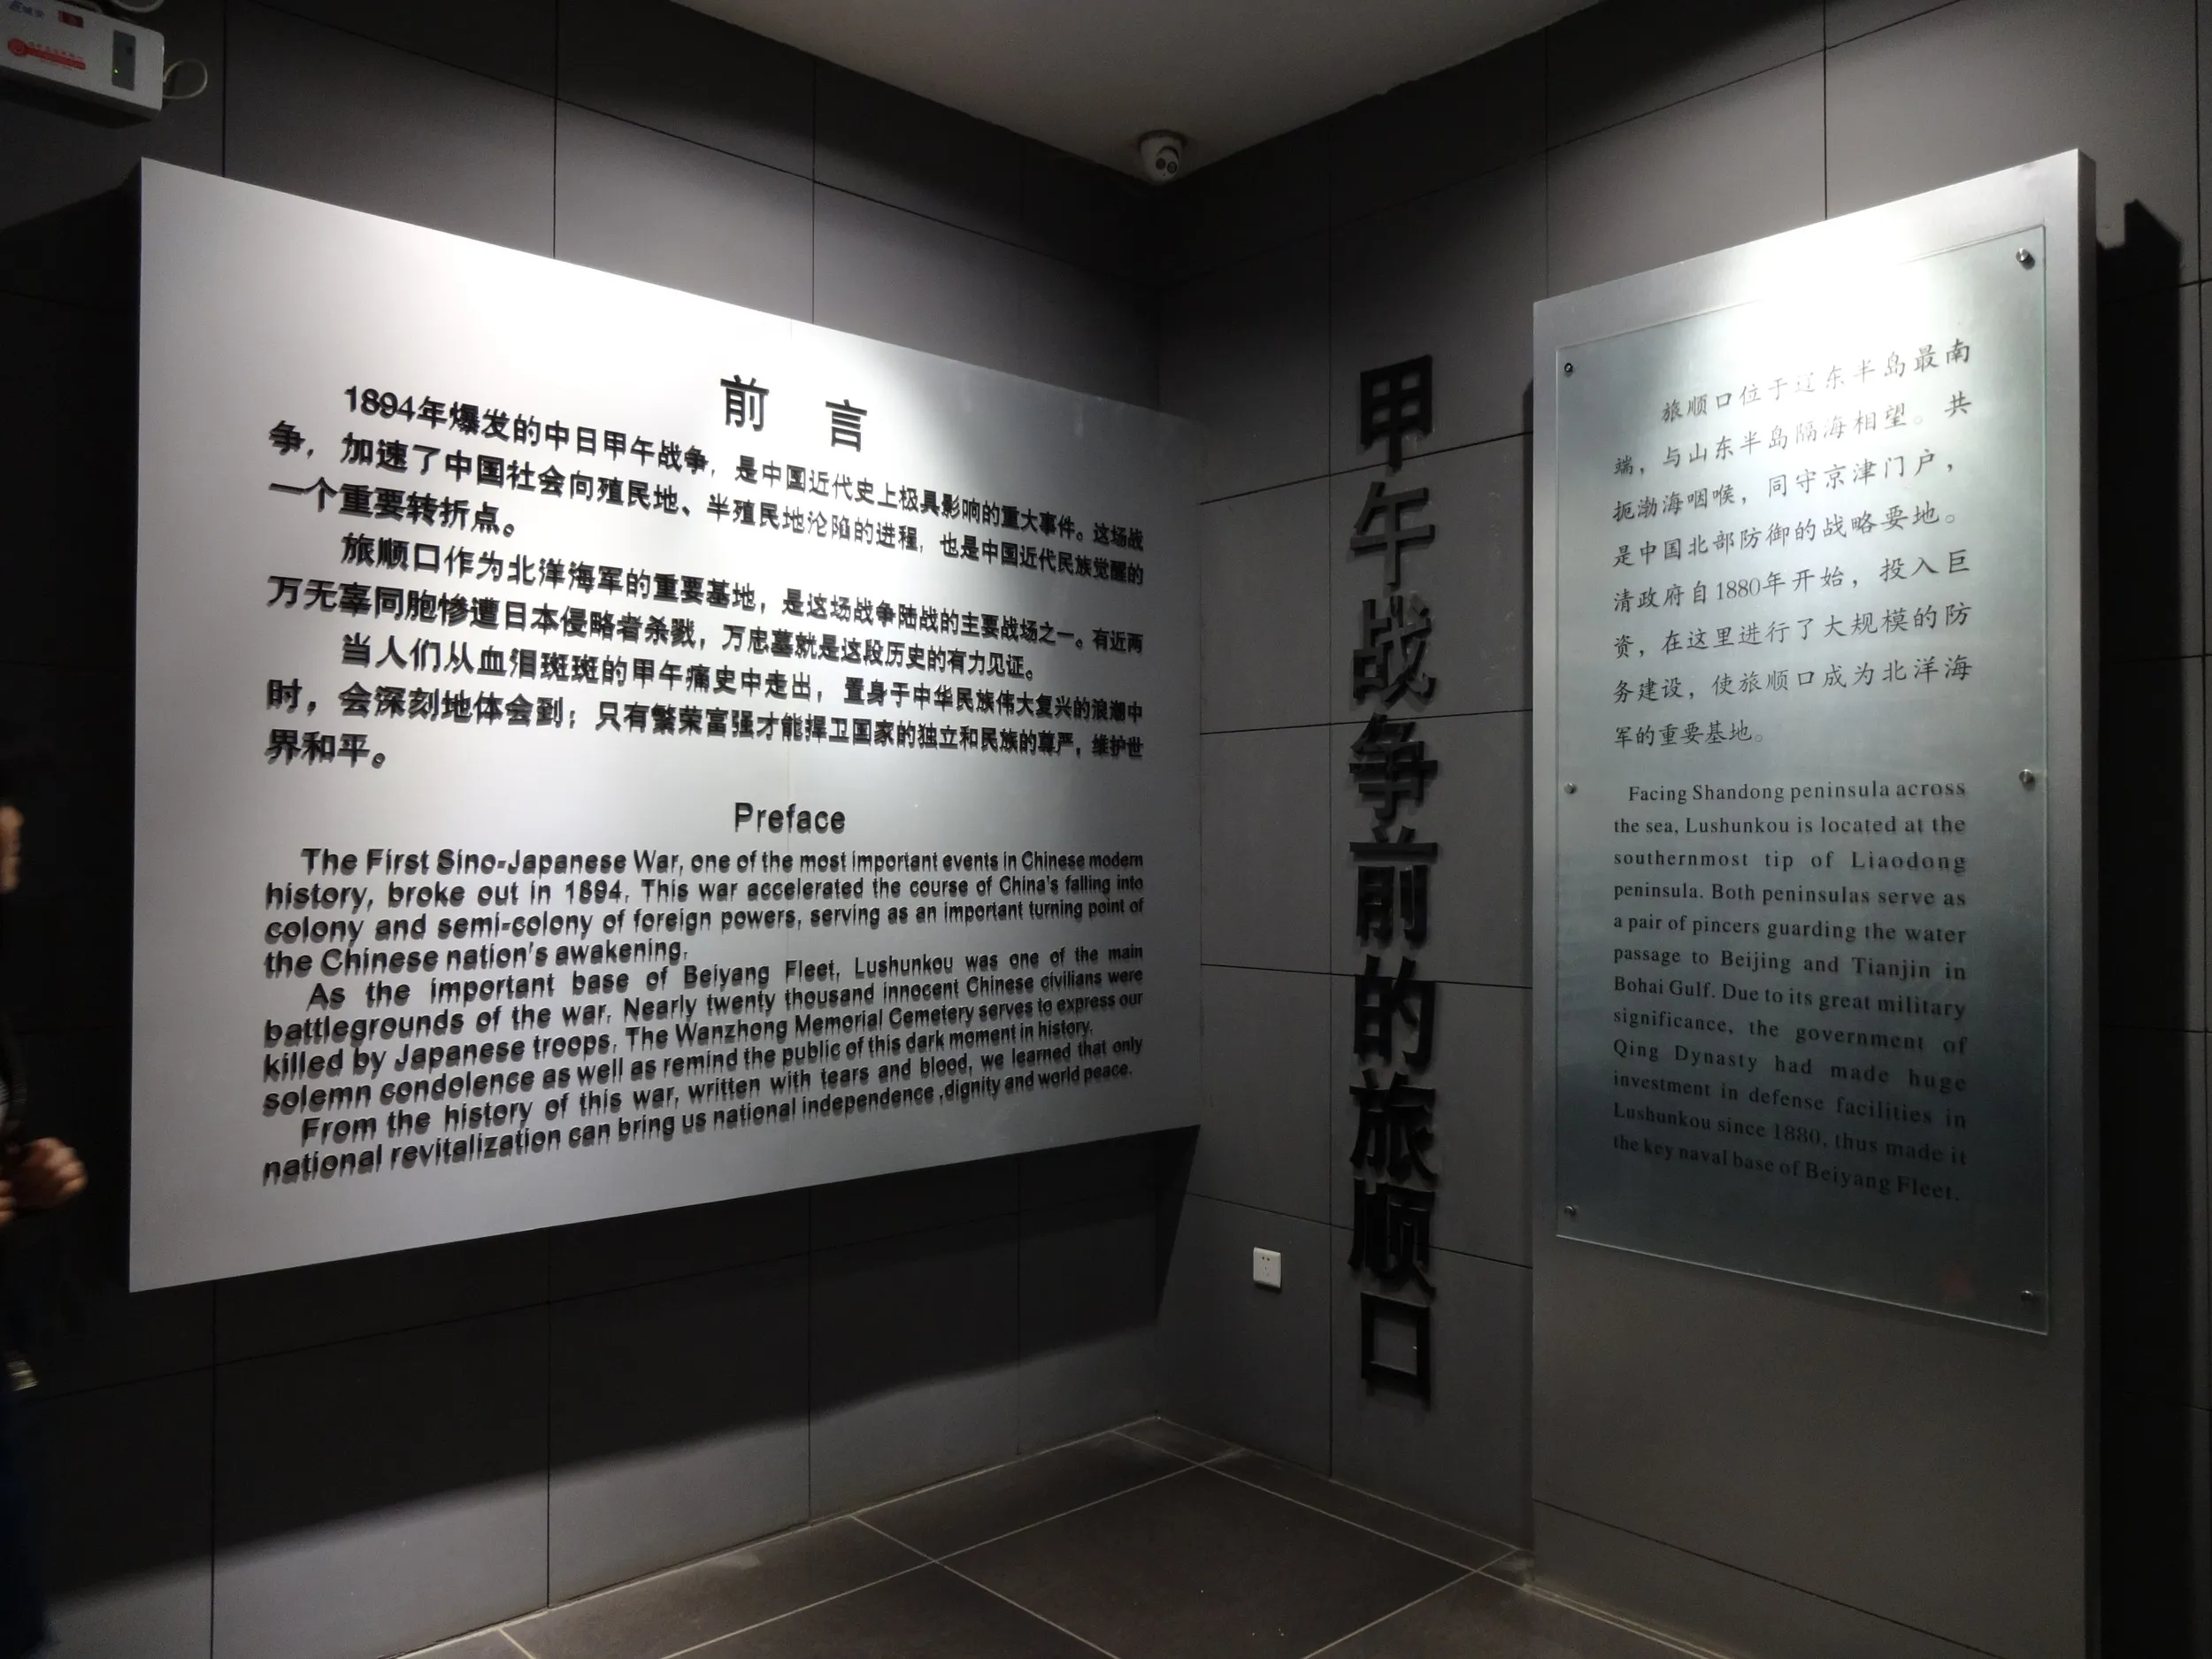 前言
1894年爆发的中日甲午战争，是中国近代史上极具影响的重大事件。这场战
争，加速了中国社会向殖民地、半殖民地沦陷的进程，也是中国近代民族觉醒的
一个重要转折点。
旅顺口作为北洋海军的重要基地，是这场战争陆战的主要战场之一。有近两
万无辜同胞惨遭日本侵略者杀戮，万忠墓就是这段历史的有力见证。
当人们从血泪斑斑的甲午痛史中走出，置身于中华民族伟大复兴的浪潮中
时，会深刻地体会到；只有繁荣富强才能捍卫国家的独立和民族的尊严，维护世
界和平。
Preface
The First Sino-Japanese War, one of the most important events in Chinese modern
history, broke out in 1894. This war accelerated the course of China's falling into
colony and semi-colony of foreign powers, serving as an important turning point of
the Chinese nation's awakening.
As the important base of Beiyang Fleet, Lushunkou was one of the main
battlegrounds of the war. Nearly twenty thousand innocent Chinese civilians were
killed by Japanese troops. The Wanzhong Memorial Cemetery serves to express our
solemn condolence as well as remind the public of this dark moment in history.
From the history of this war, written with tears and blood, we learned that only
national revitalization can bring us national independence ,dignity and world peace.
甲午战争前的旅顺口
旅顺口位于辽东半岛最南
端，与山东半岛隔海相望。共
扼渤海咽喉，同守京津门户，
是中国北部防御的战略要地。
清政府自1880年开始，投入巨
资，在这里进行了大规模的防
务建设，使旅顺口成为北洋海
军的重要基地。
Facing Shandong peninsula across
the sea, Lushunkou is located at the
southernmost tip of Liaodong
peninsula. Both peninsulas serve as
a pair of pincers guarding the water
passage to Beijing and Tianjin in
Bohai Gulf. Due to its great military
significance, the government of
Qing Dynasty had made huge
investment in defense facilities in
Lushunkou since 1880, thus made it
the key naval base of Beiyang Fleet.